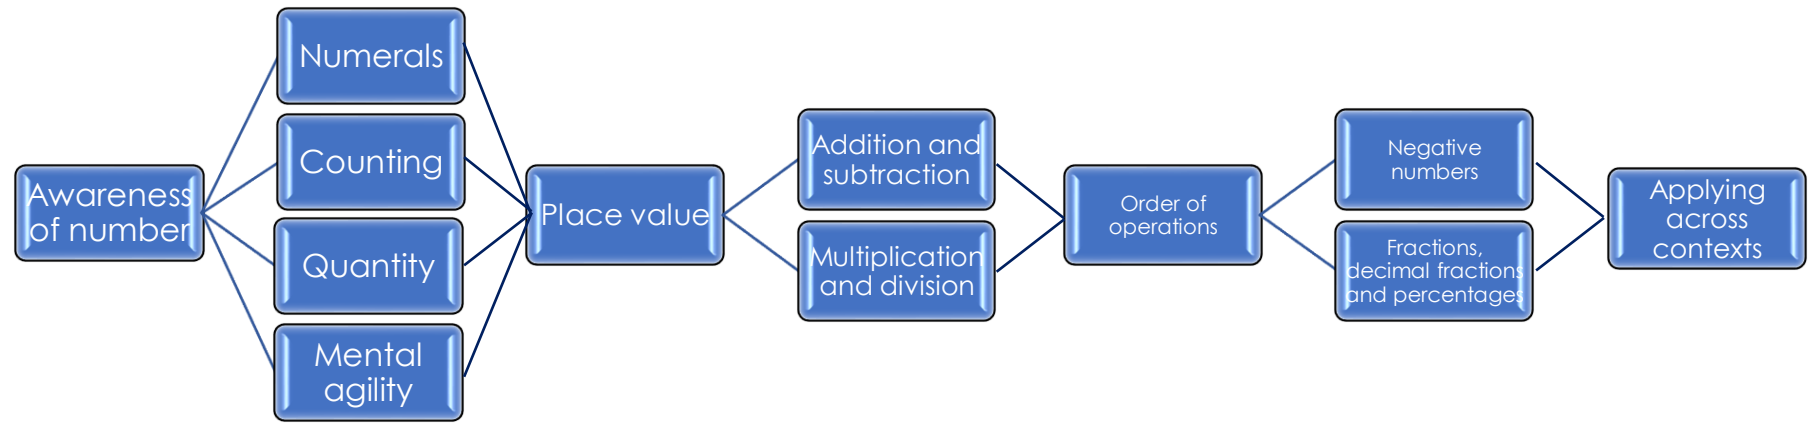 Awareness
of number
Numerals
Counting
Quantity
Mental
agility
Place value
Addition and
subtraction
Multiplication
and division
Order of
operations
Negative
numbers
Fractions,
decimal fractions
and percentages
Applying
across
contexts